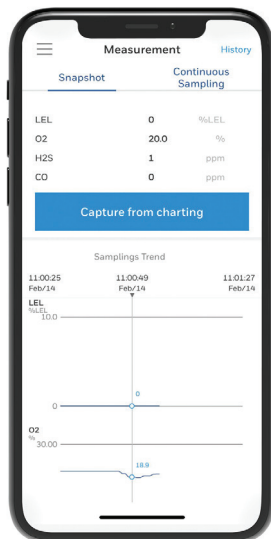 Measurement
History
Snapshot
Continuous
Sampling
LEL 0 %LEL
O2 20.0 %
H2S 1 ppm
CO 0 ppm
Capture from charting
Samplings Trend
11:00:25 11:00:49 11:01:27
Feb/14 Feb/14 Feb/14
LEL
%LEL
10.0
0
0
O2
%
30.00
18.9